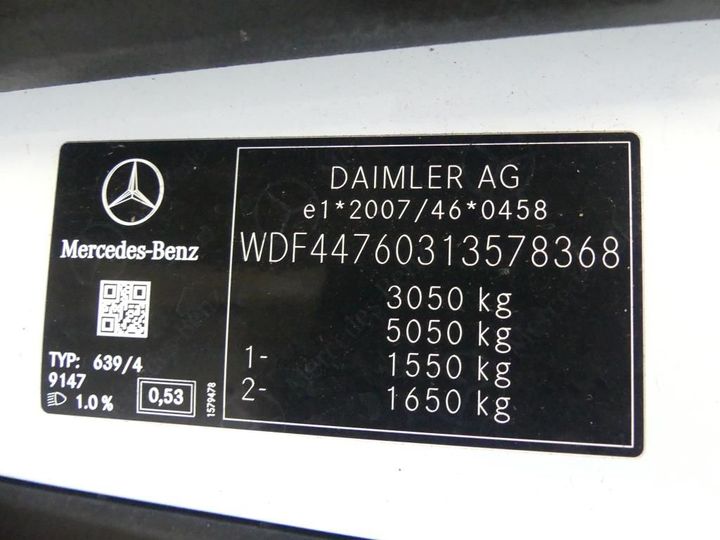 Mercedes-Benz
TYP: 639/4
9147
1.0 %
0,53
1579478
DAIMLER AG
e1*2007/46*0458
WDF44760313578368
3050 kg
5050 kg
1- 1550 kg
2- 1650 kg